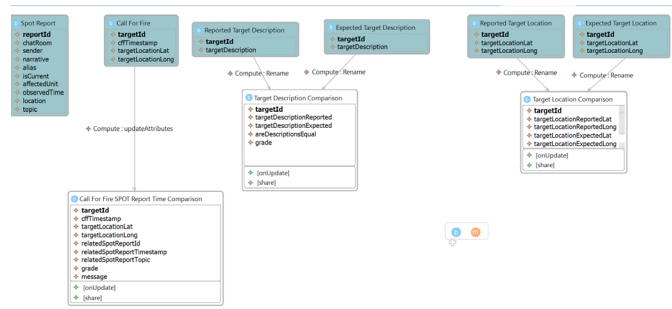 Spot Report
reportId
chatRoom
sender
narrative
alias
isCurrent
affectedUnit
observedTime
location
topic
Call For Fire
targetId
cffTimestamp
targetLocationLat
targetLocationLong
Reported Target Description
targetId
targetDescription
Expected Target Description
targetId
targetDescription
Reported Target Location
targetId
targetLocationLat
targetLocationLong
Expected Target Location
targetId
targetLocationLat
targetLocationLong
Compute : Rename
Compute : Rename
Compute : Rename
Compute : Rename
Target Description Comparison
targetId
targetDescriptionReported
targetDescriptionExpected
areDescriptionsEqual
grade
[onUpdate]
[share]
Target Location Comparison
targetId
targetLocationReportedLat
targetLocationReportedLong
targetLocationExpectedLat
targetLocationExpectedLong
[onUpdate]
[share]
Compute : updateAttributes
Call For Fire SPOT Report Time Comparison
targetId
cffTimestamp
targetLocationLat
targetLocationLong
relatedSpotReportId
relatedSpotReportTimestamp
relatedSpotReportTopic
grade
message
[onUpdate]
[share]